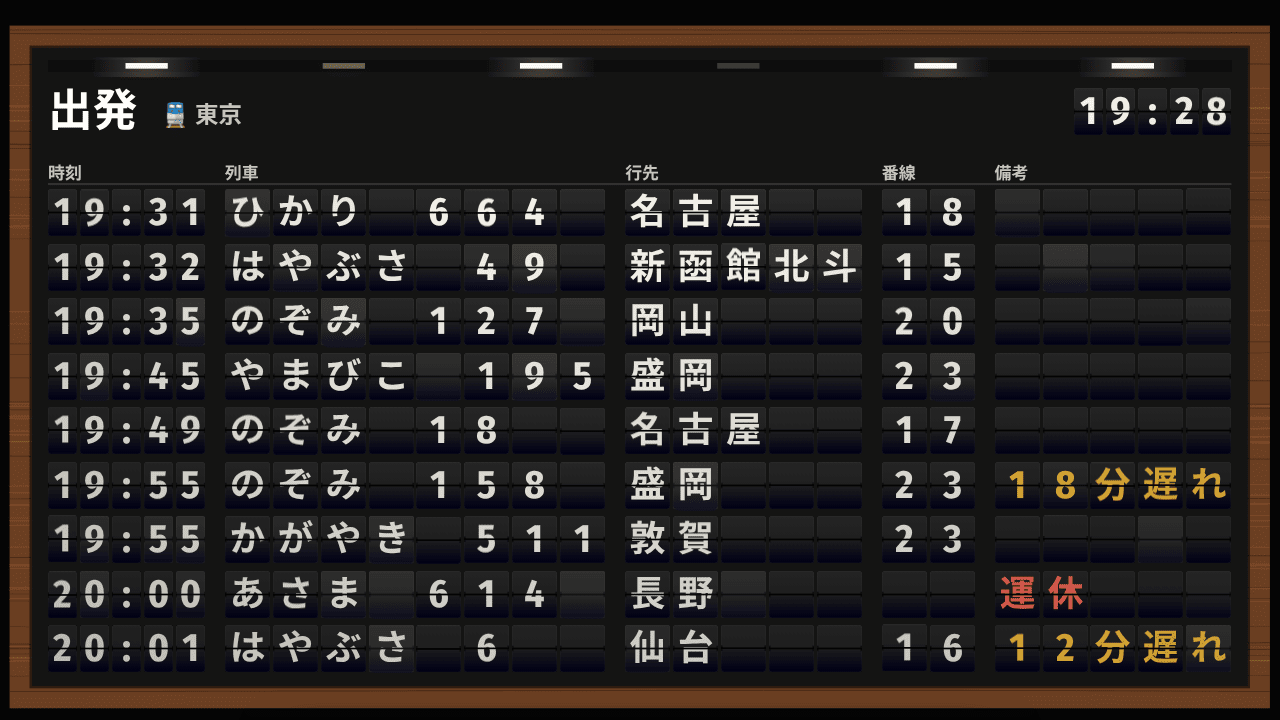 出発 東京 19:28
時刻 列車 行先 番線 備考
19:31 ひかり 664 名古屋 18
19:32 はやぶさ 49 新函館北斗 15
19:35 のぞみ 127 岡山 20
19:45 やまびこ 195 盛岡 23
19:49 のぞみ 18 名古屋 17
19:55 のぞみ 158 盛岡 23 18分遅れ
19:55 かがやき 511 敦賀 23
20:00 あさま 614 長野 運休
20:01 はやぶさ 6 仙台 16 12分遅れ